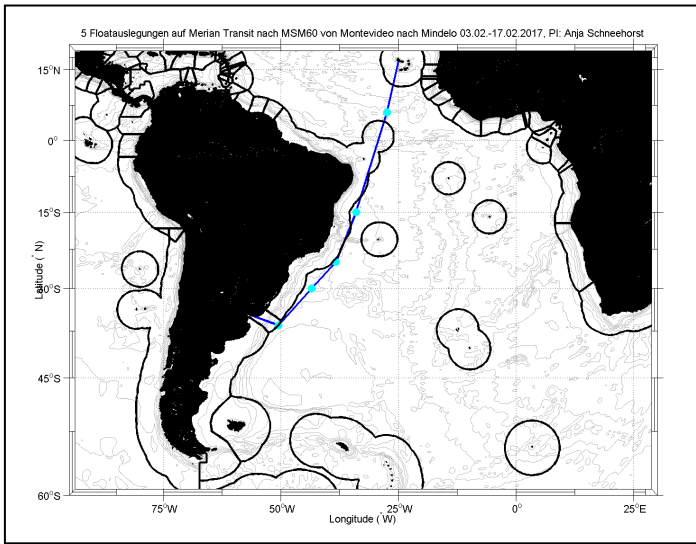 5 Floatauslegungen auf Merian Transit nach MSM60 von Montevideo nach Mindelo 03.02.-17.02.2017, PI: Anja Schneehorst
15°N
0°
15°S
30°S
45°S
60°S
Latitude (° N)
75°W
50°W
25°W
0°
25°E
Longitude (° W)